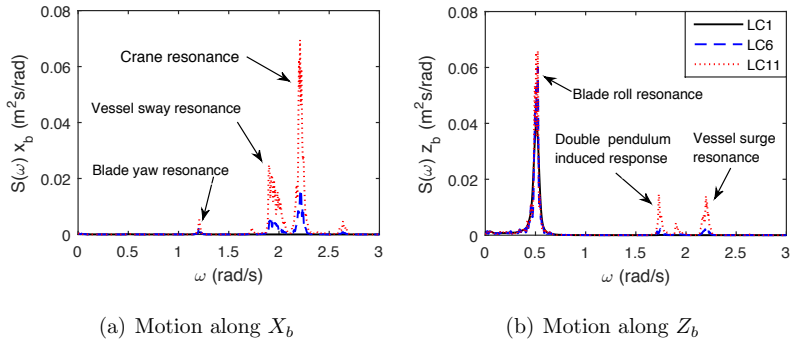 S(ω) x_b (m²s/rad)
0.08
0.06
0.04
0.02
0
0 0.5 1 1.5 2 2.5 3
ω (rad/s)
Crane resonance
Vessel sway resonance
Blade yaw resonance
(a) Motion along X_b
S(ω) z_b (m²s/rad)
0.08
0.06
0.04
0.02
0
0 0.5 1 1.5 2 2.5 3
ω (rad/s)
LC1
LC6
LC11
Blade roll resonance
Double pendulum
induced response
Vessel surge
resonance
(b) Motion along Z_b